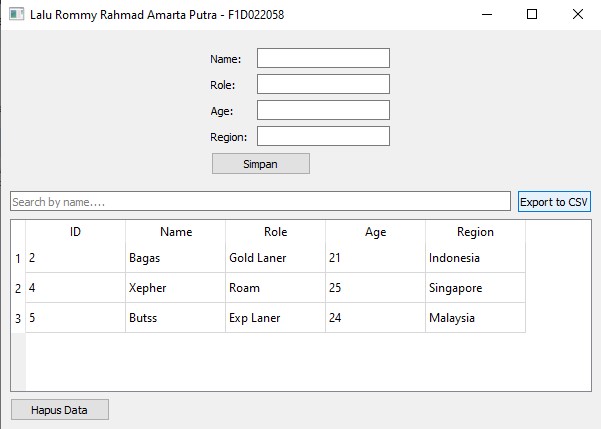 Lalu Rommy Rahmad Amarta Putra - F1D022058
Name:
Role:
Age:
Region:
Simpan
Search by name.... Export to CSV
ID Name Role Age Region
1 2 Bagas Gold Laner 21 Indonesia
2 4 Xepher Roam 25 Singapore
3 5 Butss Exp Laner 24 Malaysia
Hapus Data